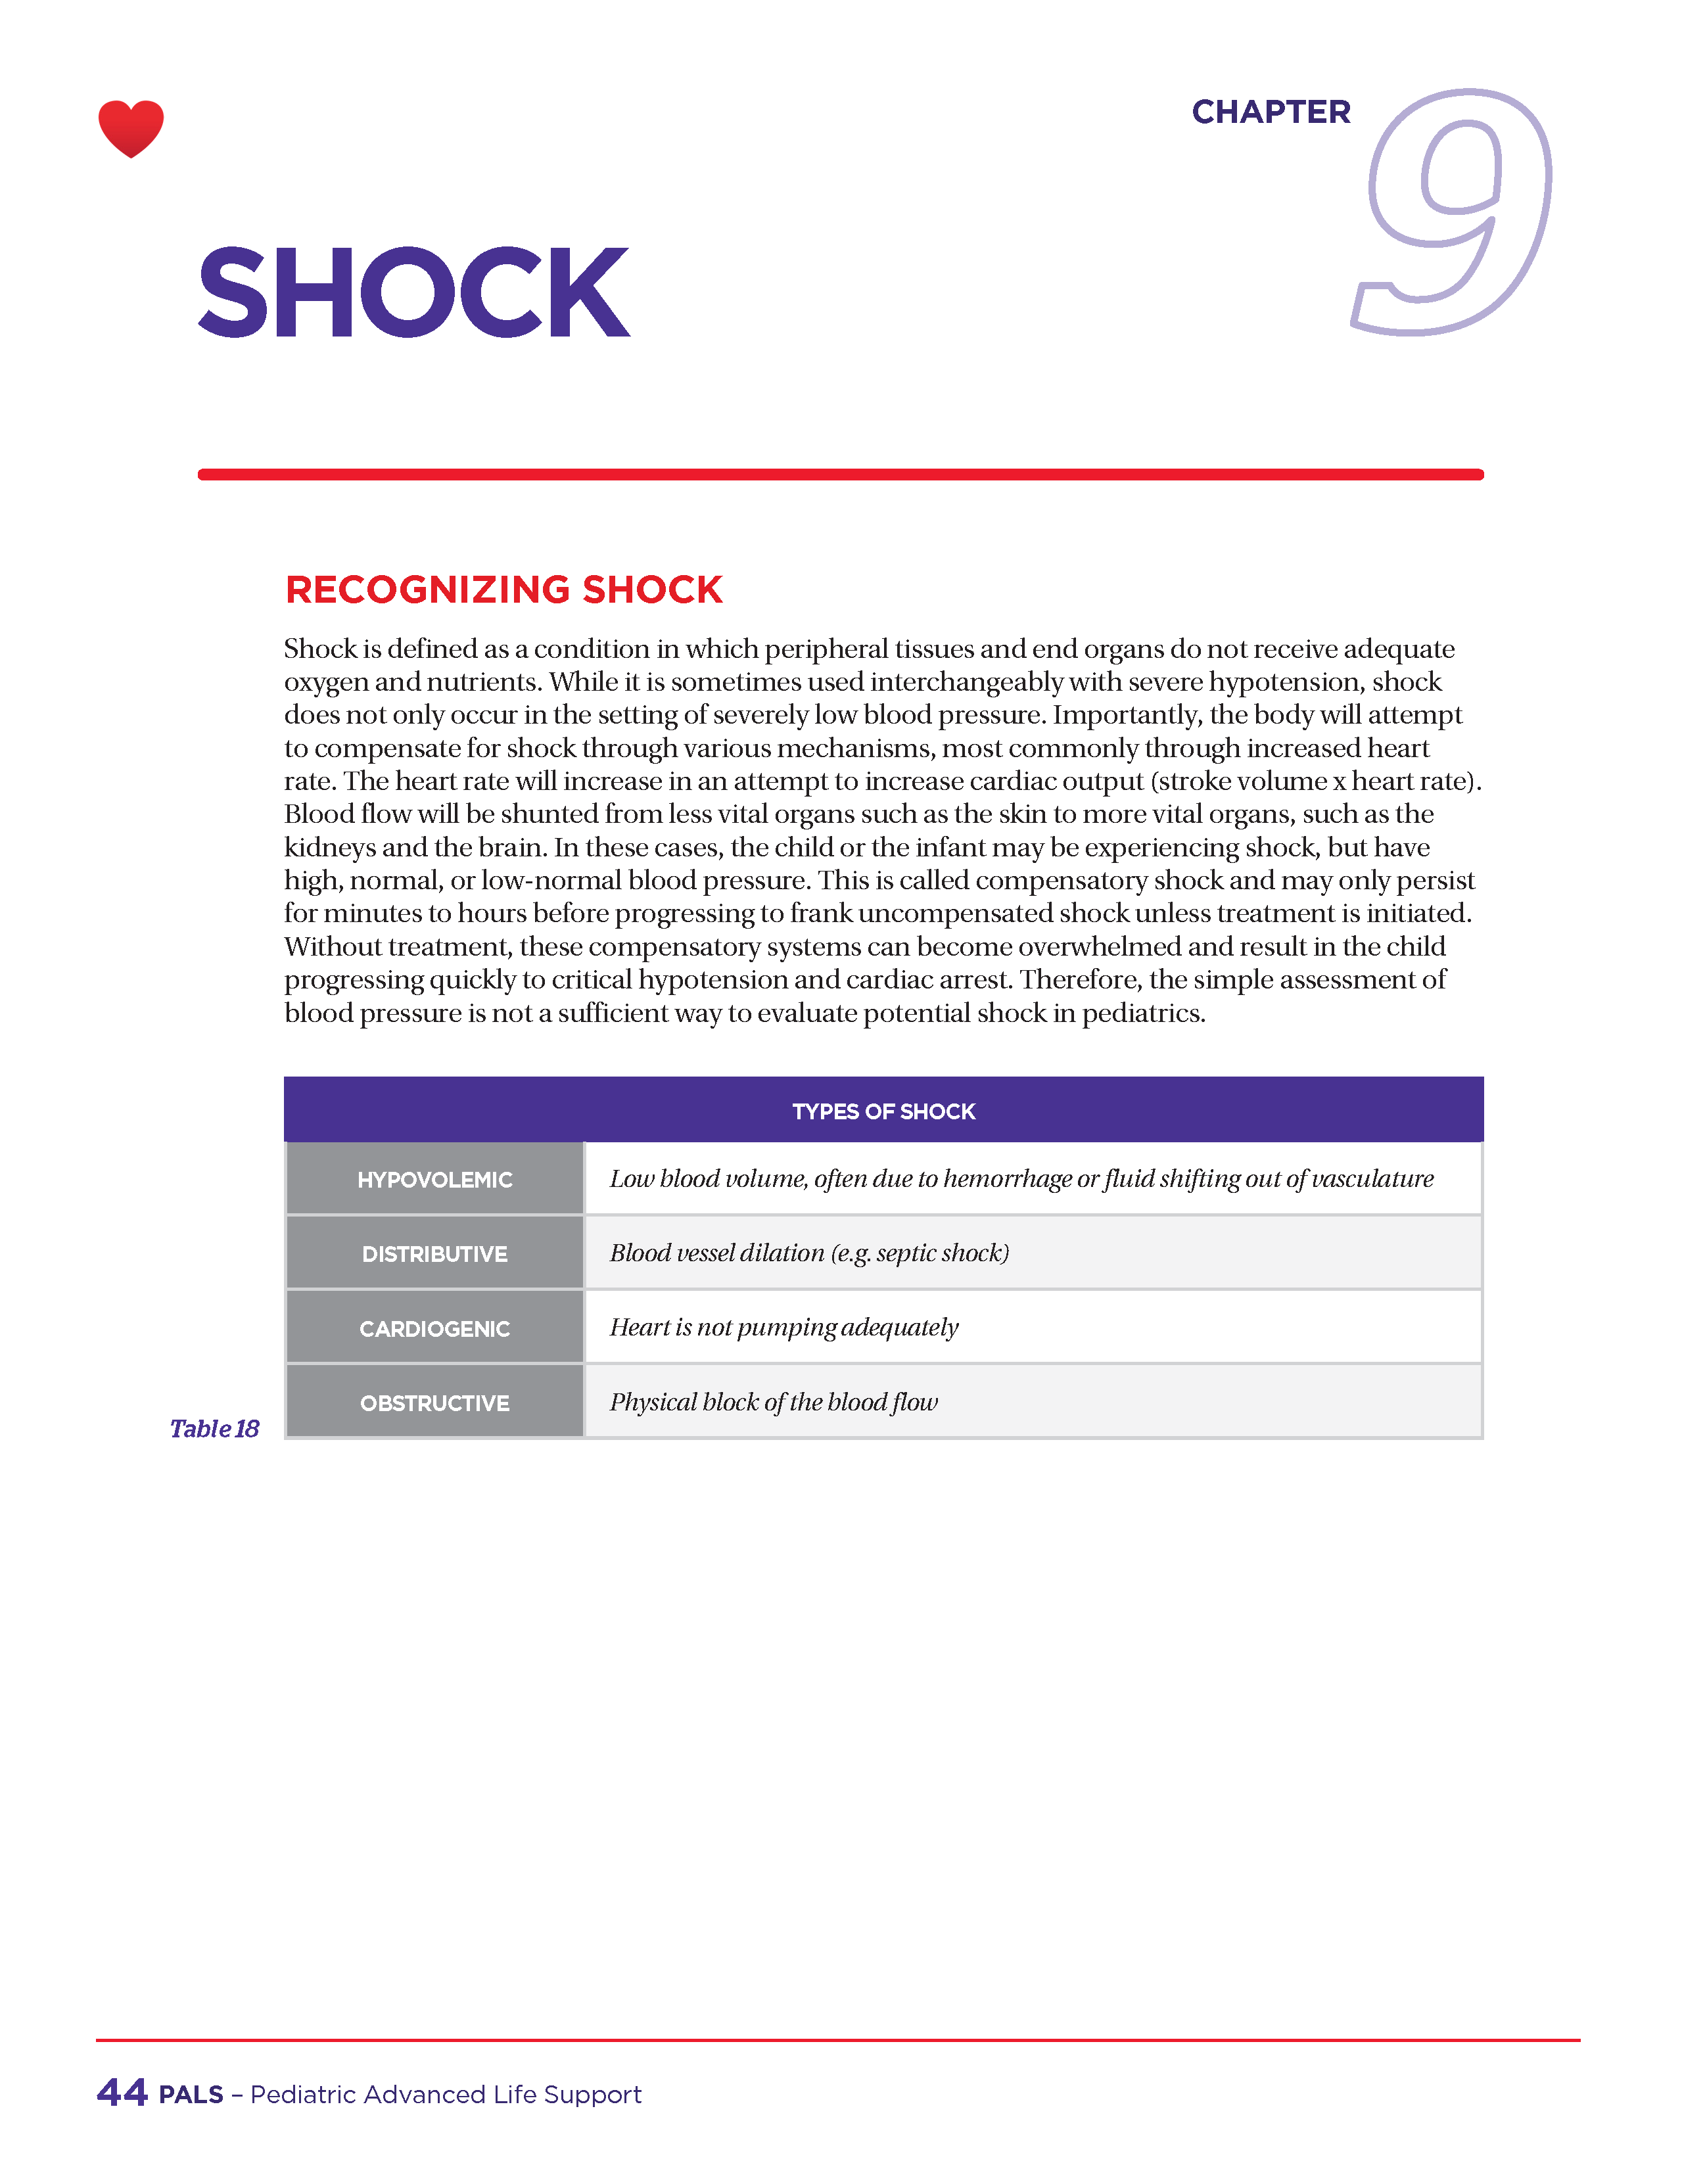 CHAPTER 9
SHOCK
RECOGNIZING SHOCK
Shock is defined as a condition in which peripheral tissues and end organs do not receive adequate
oxygen and nutrients. While it is sometimes used interchangeably with severe hypotension, shock
does not only occur in the setting of severely low blood pressure. Importantly, the body will attempt
to compensate for shock through various mechanisms, most commonly through increased heart
rate. The heart rate will increase in an attempt to increase cardiac output (stroke volume x heart rate).
Blood flow will be shunted from less vital organs such as the skin to more vital organs, such as the
kidneys and the brain. In these cases, the child or the infant may be experiencing shock, but have
high, normal, or low-normal blood pressure. This is called compensatory shock and may only persist
for minutes to hours before progressing to frank uncompensated shock unless treatment is initiated.
Without treatment, these compensatory systems can become overwhelmed and result in the child
progressing quickly to critical hypotension and cardiac arrest. Therefore, the simple assessment of
blood pressure is not a sufficient way to evaluate potential shock in pediatrics.
TYPES OF SHOCK
HYPOVOLEMIC Low blood volume, often due to hemorrhage or fluid shifting out of vasculature
DISTRIBUTIVE Blood vessel dilation (e.g. septic shock)
CARDIOGENIC Heart is not pumping adequately
OBSTRUCTIVE Physical block of the blood flow
Table 18
44 PALS – Pediatric Advanced Life Support